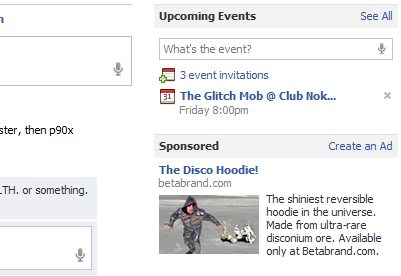 n
Upcoming Events See All
What's the event?
3 event invitations
31 The Glitch Mob @ Club Nok...
Friday 8:00pm
ster, then p90x
Sponsored Create an Ad
The Disco Hoodie!
betabrand.com
LTH. or something.
The shiniest reversible
hoodie in the universe.
Made from ultra-rare
disconium ore. Available
only at Betabrand.com.